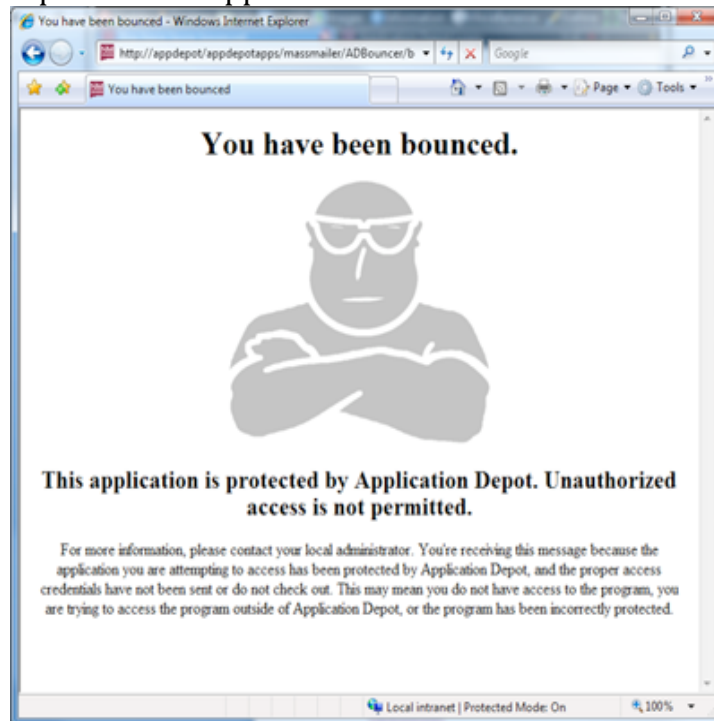 You have been bounced - Windows Internet Explorer
http://appdepot/appdepotapps/massmailer/ADBouncer/b
Google
You have been bounced
Page
Tools
You have been bounced.
This application is protected by Application Depot. Unauthorized
access is not permitted.
For more information, please contact your local administrator. You're receiving this message because the
application you are attempting to access has been protected by Application Depot, and the proper access
credentials have not been sent or do not check out. This may mean you do not have access to the program, you
are trying to access the program outside of Application Depot, or the program has been incorrectly protected.
Local intranet | Protected Mode: On
100%